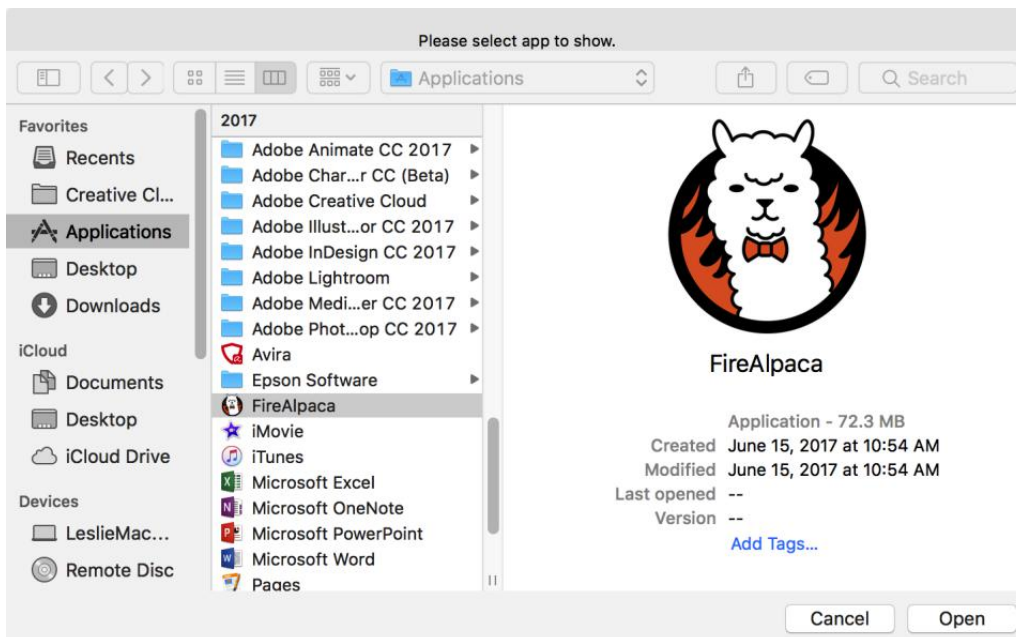 Please select app to show.
Applications
Search
Favorites
Recents
Creative Cl...
Applications
Desktop
Downloads
iCloud
Documents
Desktop
iCloud Drive
Devices
LeslieMac...
Remote Disc
2017
Adobe Animate CC 2017
Adobe Char...r CC (Beta)
Adobe Creative Cloud
Adobe Illust...or CC 2017
Adobe InDesign CC 2017
Adobe Lightroom
Adobe Medi...er CC 2017
Adobe Phot...op CC 2017
Avira
Epson Software
FireAlpaca
iMovie
iTunes
Microsoft Excel
Microsoft OneNote
Microsoft PowerPoint
Microsoft Word
Pages
FireAlpaca
Application - 72.3 MB
Created June 15, 2017 at 10:54 AM
Modified June 15, 2017 at 10:54 AM
Last opened --
Version --
Add Tags...
Cancel
Open